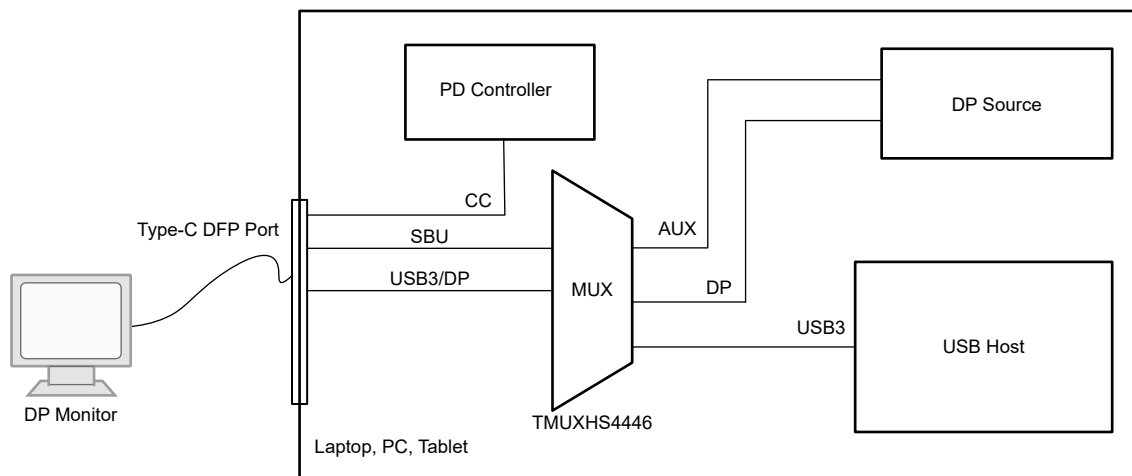 PD Controller
DP Source
CC
Type-C DFP Port
SBU
AUX
USB3/DP
MUX
DP
USB3
USB Host
DP Monitor
TMUXHS4446
Laptop, PC, Tablet